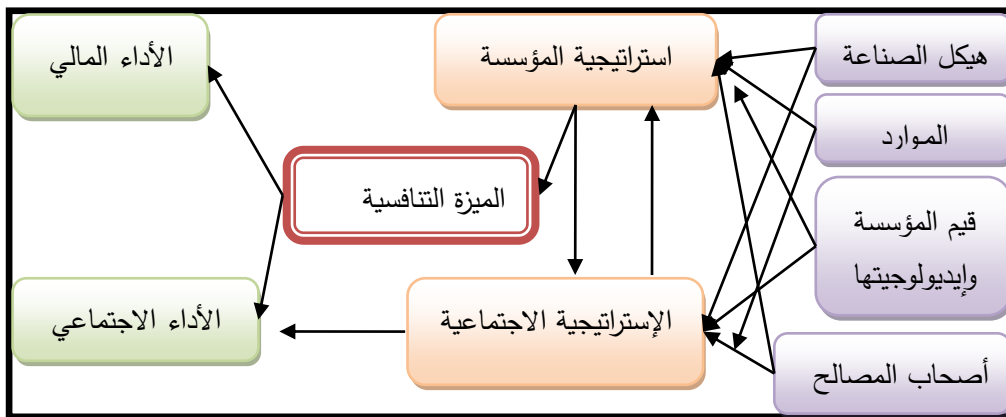 هيكل الصناعة
استراتيجية المؤسسة
الأداء المالي
الموارد
الميزة التنافسية
قيم المؤسسة
وإيديولوجيتها
الإستراتيجية الاجتماعية
الأداء الاجتماعي
أصحاب المصالح